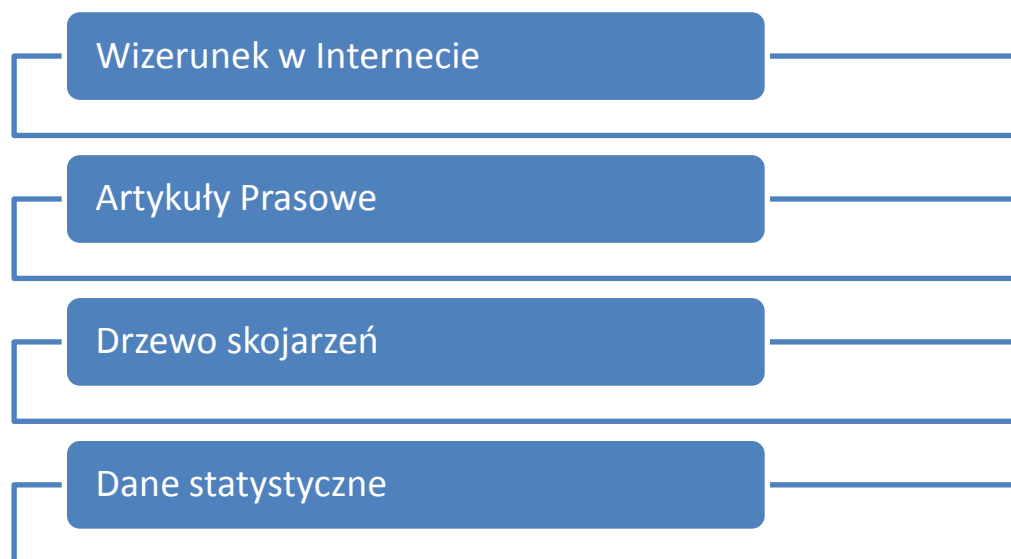 Wizerunek w Internecie
Artykuły Prasowe
Drzewo skojarzeń
Dane statystyczne